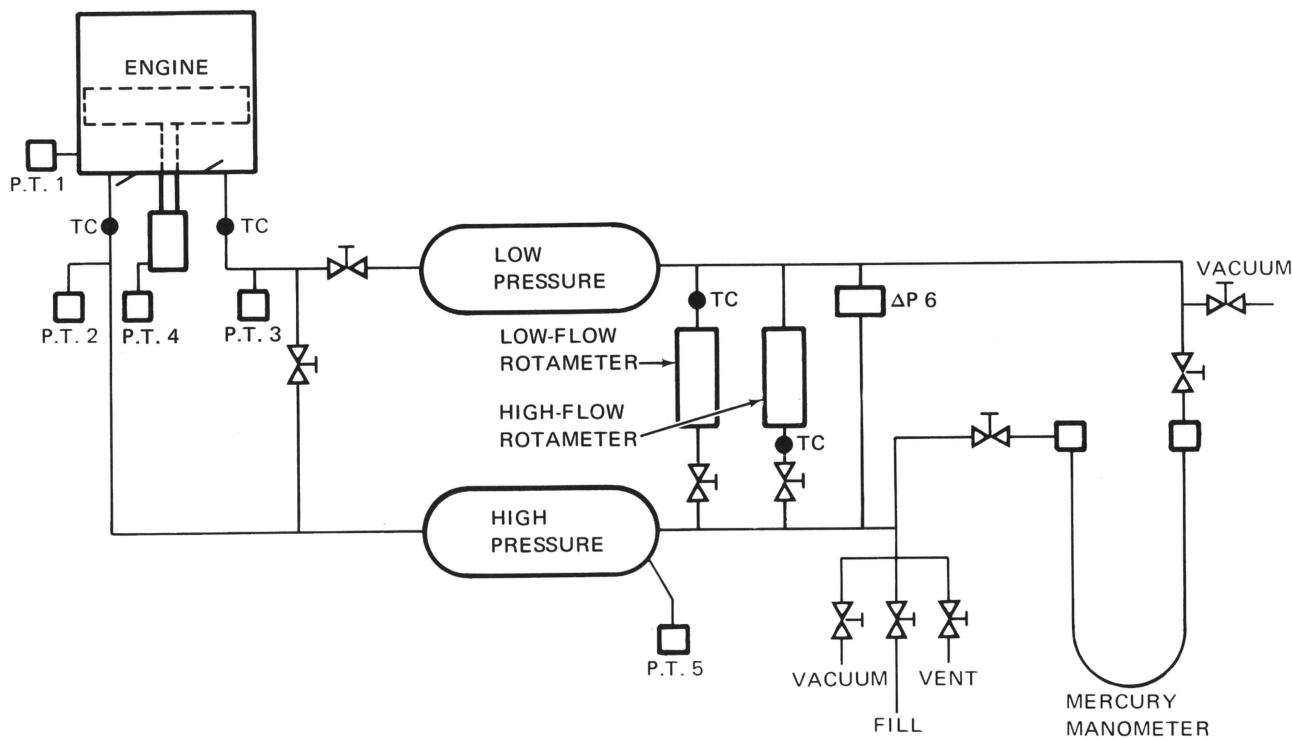 ENGINE
P.T. 1
TC
TC
P.T. 2
P.T. 4
P.T. 3
LOW
PRESSURE
TC
ΔP 6
VACUUM
LOW-FLOW
ROTAMETER
HIGH-FLOW
ROTAMETER
TC
HIGH
PRESSURE
P.T. 5
VACUUM
VENT
FILL
MERCURY
MANOMETER